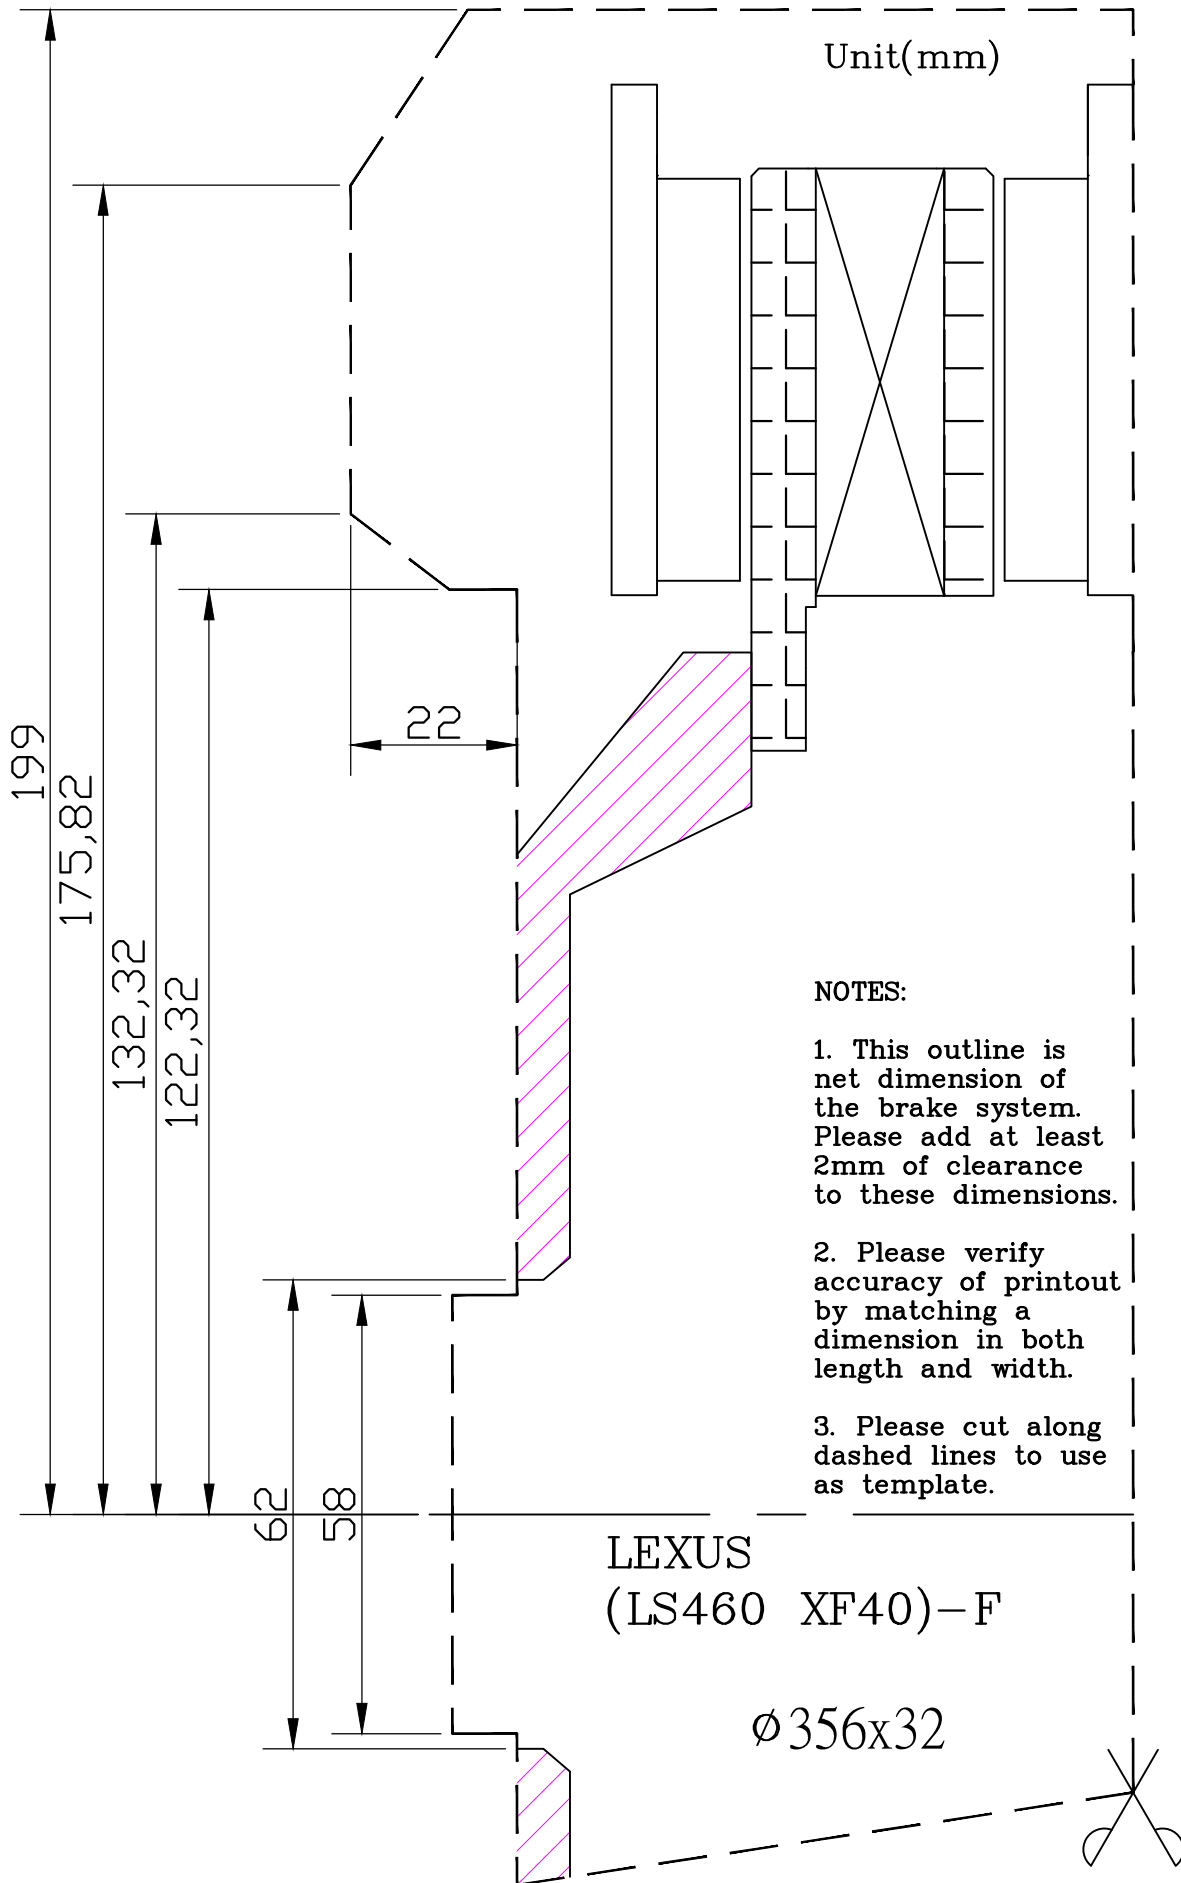 Unit(mm)
199
175,82
132,32
122,32
22
62
58
NOTES:
1. This outline is
net dimension of
the brake system.
Please add at least
2mm of clearance
to these dimensions.
2. Please verify
accuracy of printout
by matching a
dimension in both
length and width.
3. Please cut along
dashed lines to use
as template.
LEXUS
(LS460 XF40)-F
Ø356x32